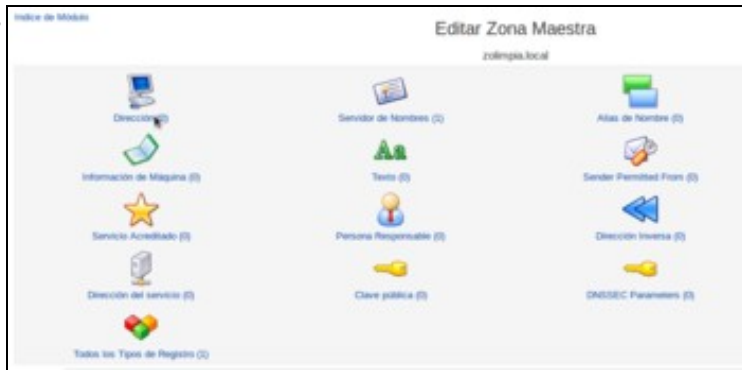 Indice de Módulo
Editar Zona Maestra
zolimpia.local
Dirección (0)
Servidor de Nombres (1)
Alias de Nombre (0)
Información de Máquina (0)
Aa
Texto (0)
Sender Permitted From (0)
Servicio Acreditado (0)
Persona Responsable (0)
Dirección Inversa (0)
Dirección del servicio (0)
Clave pública (0)
DNSSEC Parameters (0)
Todos los Tipos de Registro (1)